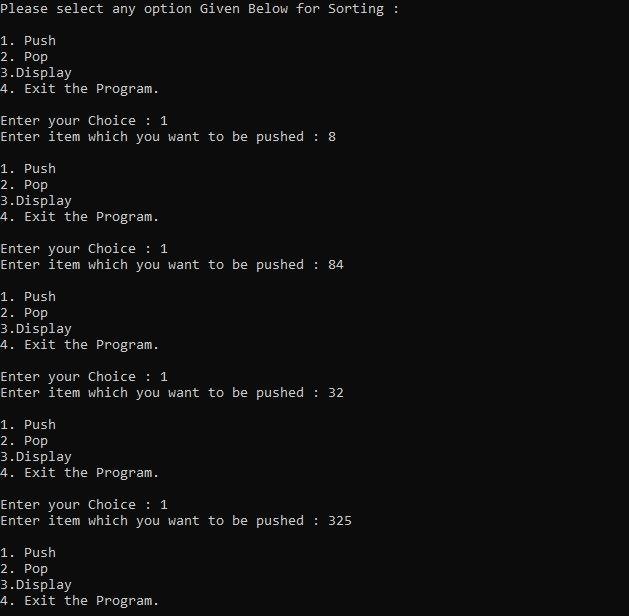 Please select any option Given Below for Sorting :
1. Push
2. Pop
3.Display
4. Exit the Program.
Enter your Choice : 1
Enter item which you want to be pushed : 8
1. Push
2. Pop
3.Display
4. Exit the Program.
Enter your Choice : 1
Enter item which you want to be pushed : 84
1. Push
2. Pop
3.Display
4. Exit the Program.
Enter your Choice : 1
Enter item which you want to be pushed : 32
1. Push
2. Pop
3.Display
4. Exit the Program.
Enter your Choice : 1
Enter item which you want to be pushed : 325
1. Push
2. Pop
3.Display
4. Exit the Program.